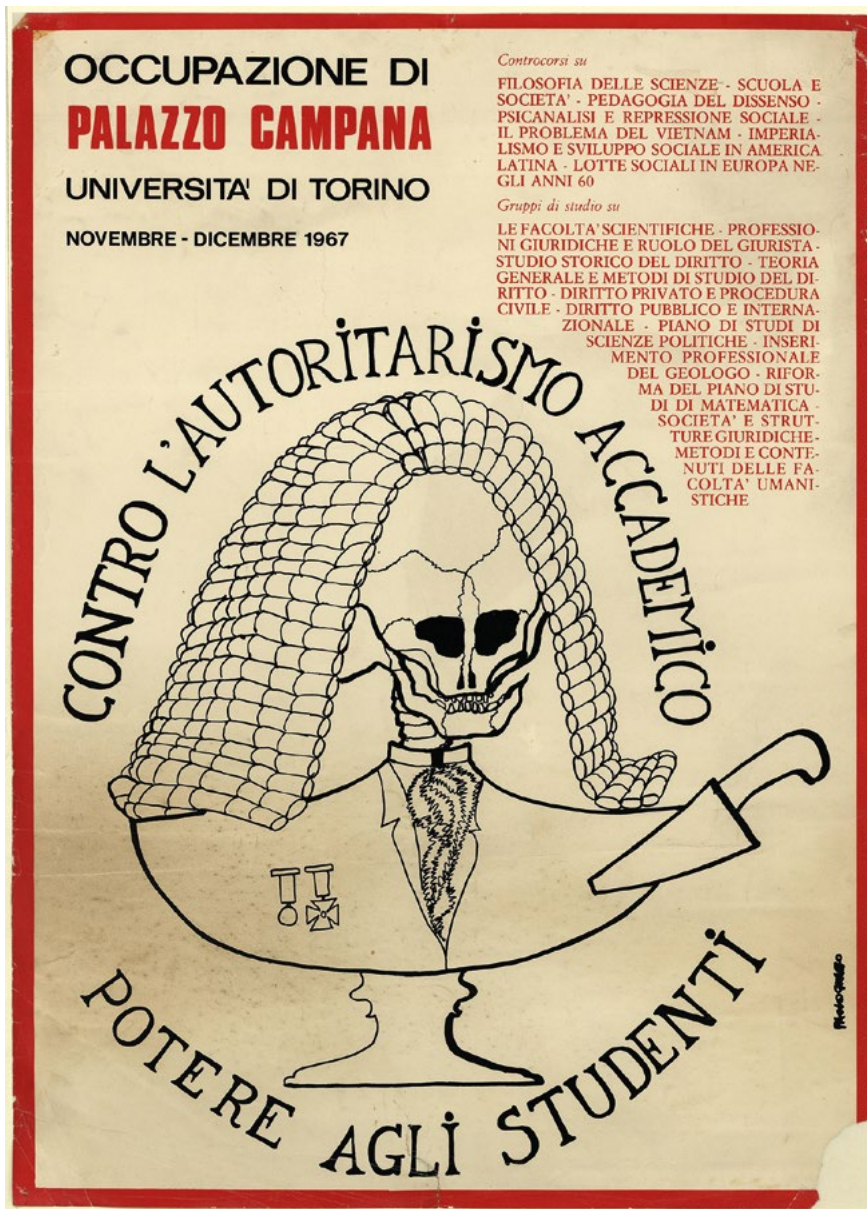 OCCUPAZIONE DI
PALAZZO CAMPANA
UNIVERSITA' DI TORINO
NOVEMBRE - DICEMBRE 1967
Controcorsi su
FILOSOFIA DELLE SCIENZE - SCUOLA E
SOCIETA' - PEDAGOGIA DEL DISSENSO -
PSICANALISI E REPRESSIONE SOCIALE -
IL PROBLEMA DEL VIETNAM - IMPERIA-
LISMO E SVILUPPO SOCIALE IN AMERICA
LATINA - LOTTE SOCIALI IN EUROPA NE-
GLI ANNI 60
Gruppi di studio su
LE FACOLTA' SCIENTIFICHE - PROFESSIO-
NI GIURIDICHE E RUOLO DEL GIURISTA -
STUDIO STORICO DEL DIRITTO - TEORIA
GENERALE E METODI DI STUDIO DEL DI-
RITTO - DIRITTO PRIVATO E PROCEDURA
CIVILE - DIRITTO PUBBLICO E INTERNA-
ZIONALE - PIANO DI STUDI DI
SCIENZE POLITICHE - INSERI-
MENTO PROFESSIONALE
DEL GEOLOGO - RIFOR-
MA DEL PIANO DI STU-
DI DI MATEMATICA -
SOCIETA' E STRUT-
TURE GIURIDICHE-
METODI E CONTE-
NUTI DELLE FA-
COLTA' UMANI-
STICHE
CONTRO L'AUTORITARISMO ACCADEMICO
POTERE AGLI STUDENTI